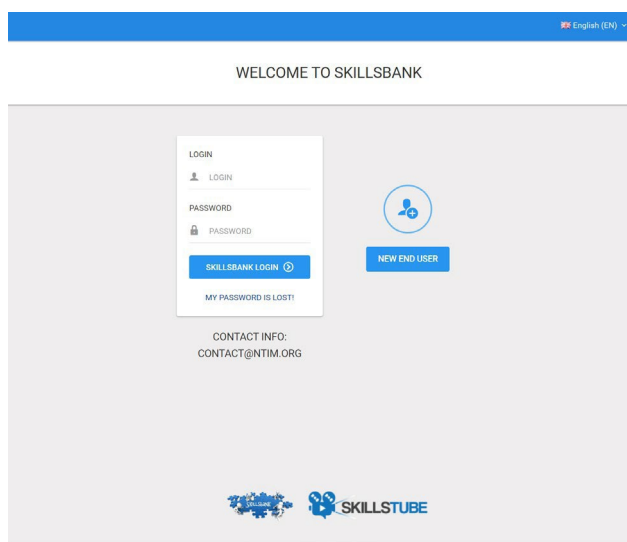 English (EN)
WELCOME TO SKILLSBANK
LOGIN
LOGIN
PASSWORD
PASSWORD
SKILLSBANK LOGIN
MY PASSWORD IS LOST!
NEW END USER
CONTACT INFO:
CONTACT@NTIM.ORG
SKILLSBANK
SKILLSTUBE